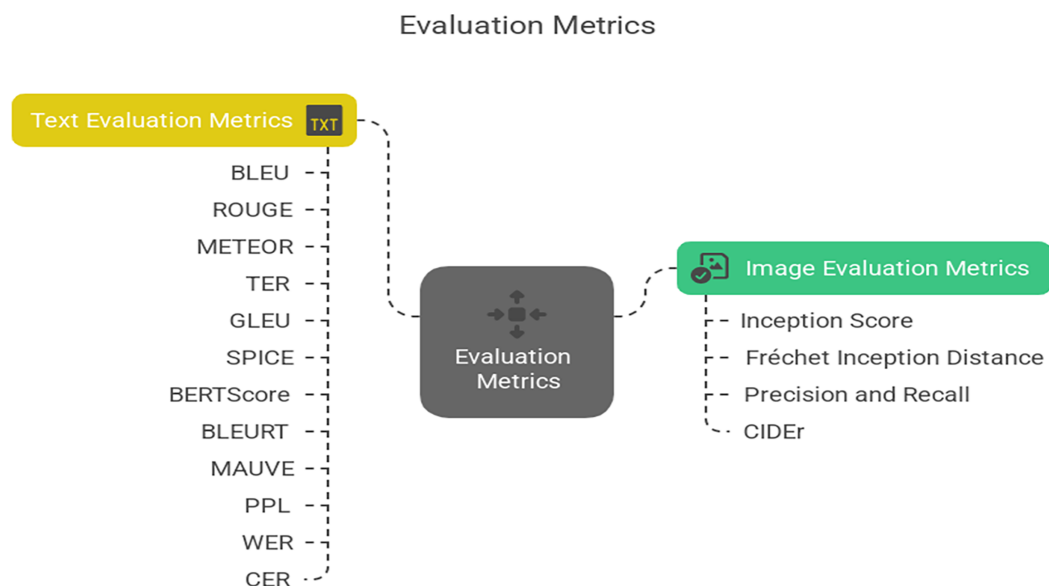 Evaluation Metrics
Text Evaluation Metrics
TXT
BLEU
ROUGE
METEOR
TER
GLEU
SPICE
BERTScore
BLEURT
MAUVE
PPL
WER
CER
Evaluation
Metrics
Image Evaluation Metrics
Inception Score
Fréchet Inception Distance
Precision and Recall
CIDEr